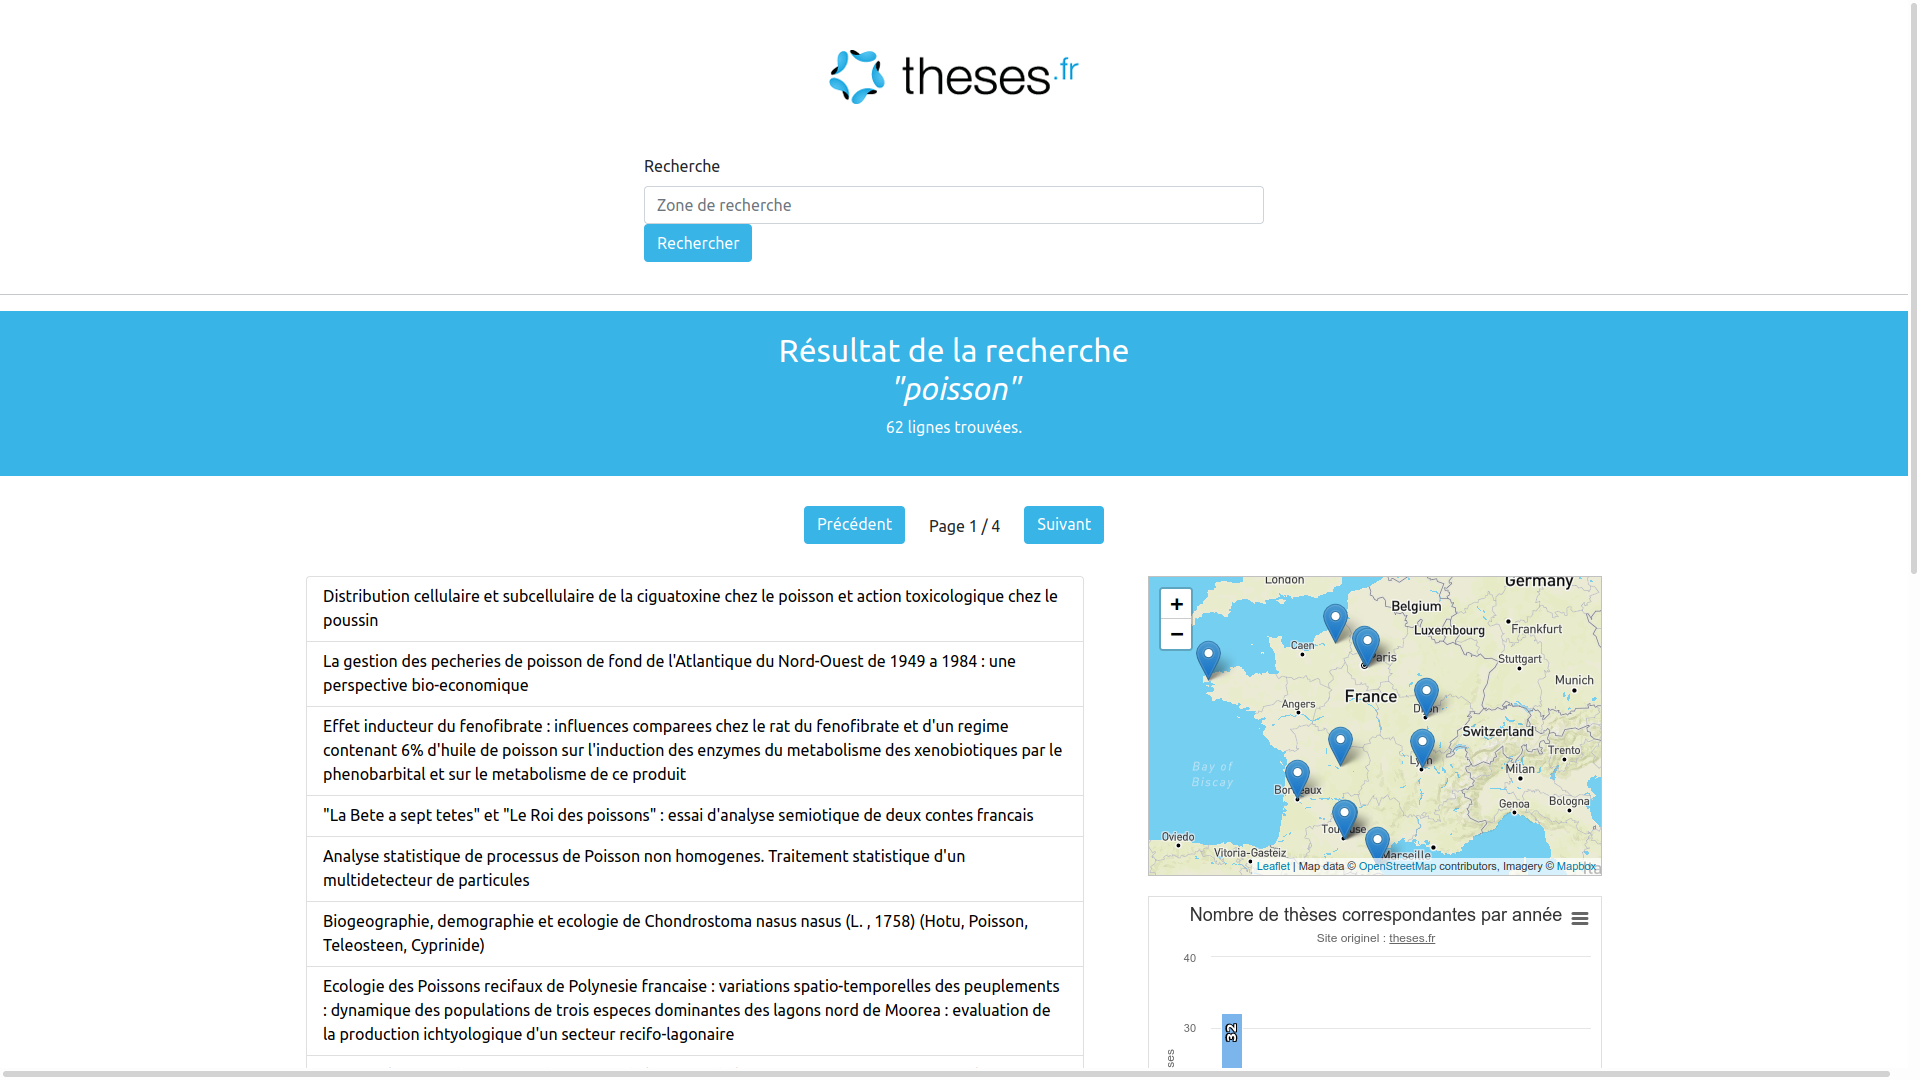 theses.fr
Recherche
Zone de recherche
Rechercher
Résultat de la recherche
"poisson"
62 lignes trouvées.
Précédent
Page 1 / 4
Suivant
Distribution cellulaire et subcellulaire de la ciguatoxine chez le poisson et action toxicologique chez le
poussin
La gestion des pecheries de poisson de fond de l'Atlantique du Nord-Ouest de 1949 a 1984 : une
perspective bio-economique
Effet inducteur du fenofibrate : influences comparees chez le rat du fenofibrate et d'un regime
contenant 6% d'huile de poisson sur l'induction des enzymes du metabolisme des xenobiotiques par le
phenobarbital et sur le metabolisme de ce produit
"La Bete a sept tetes" et "Le Roi des poissons" : essai d'analyse semiotique de deux contes francais
Analyse statistique de processus de Poisson non homogenes. Traitement statistique d'un
multidetecteur de particules
Biogeographie, demographie et ecologie de Chondrostoma nasus nasus (L. , 1758) (Hotu, Poisson,
Teleosteen, Cyprinide)
Ecologie des Poissons recifaux de Polynesie francaise : variations spatio-temporelles des peuplements
: dynamique des populations de trois especes dominantes des lagons nord de Moorea : evaluation de
la production ichtyologique d'un secteur recifo-lagonaire
+
−
London
Germany
Belgium
Frankfurt
Luxembourg
Caen
Paris
Stuttgart
Munich
France
Angers
Dijon
Switzerland
Trento
Lyon
Milan
Bay of
Biscay
Bordeaux
Genoa
Bologna
Toulouse
Oviedo
Vitoria-Gasteiz
Marseille
Leaflet | Map data © OpenStreetMap contributors, Imagery © Mapbox
Nombre de thèses correspondantes par année
Site originel : theses.fr
40
30
32